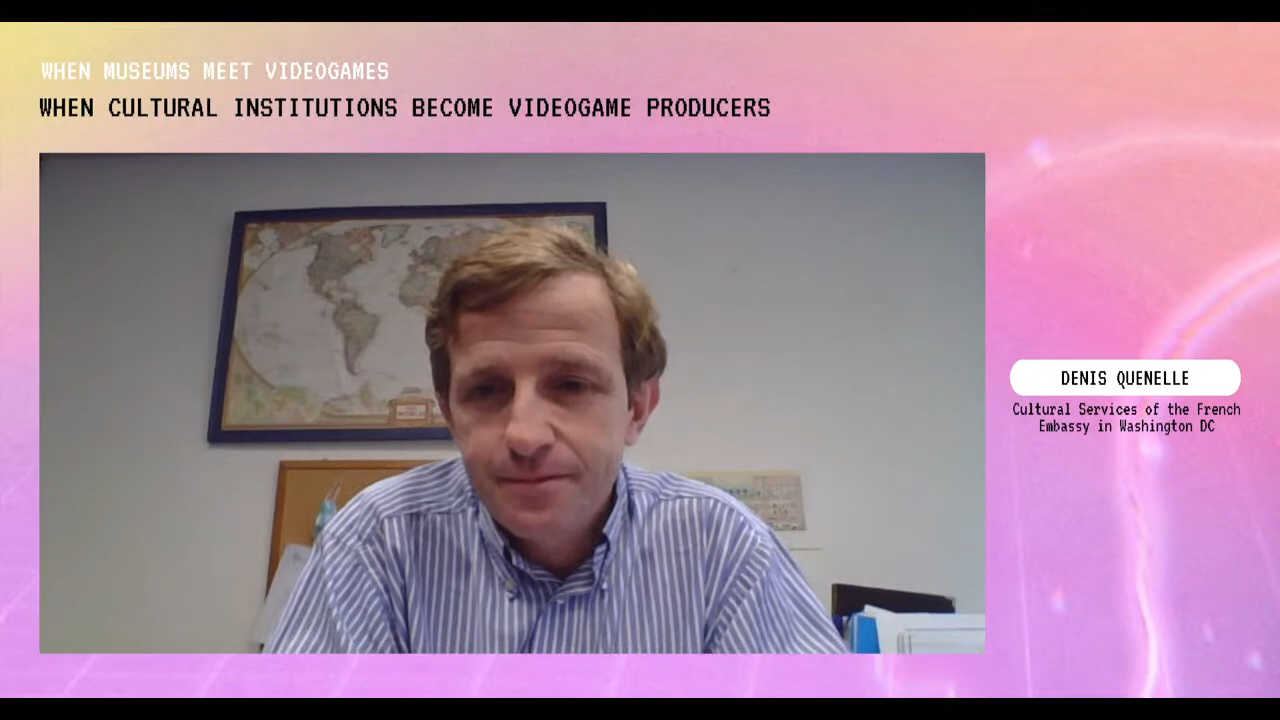 WHEN MUSEUMS MEET VIDEOGAMES
WHEN CULTURAL INSTITUTIONS BECOME VIDEOGAME PRODUCERS
DENIS QUENELLE
Cultural Services of the French
Embassy in Washington DC